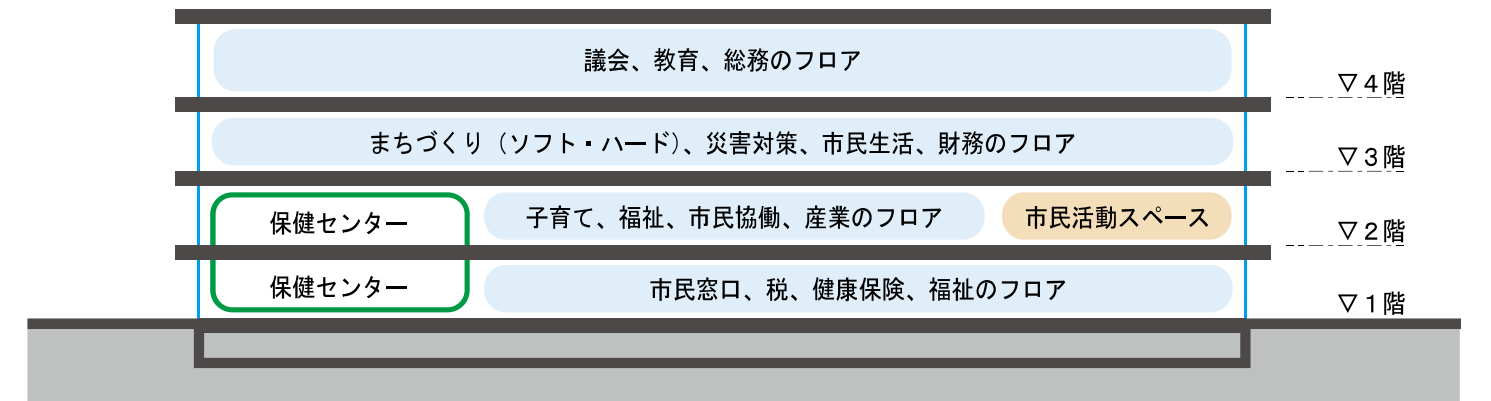 議会、教育、総務のフロア
▽4階
まちづくり（ソフト・ハード）、災害対策、市民生活、財務のフロア
▽3階
保健センター
子育て、福祉、市民協働、産業のフロア
市民活動スペース
▽2階
保健センター
市民窓口、税、健康保険、福祉のフロア
▽1階